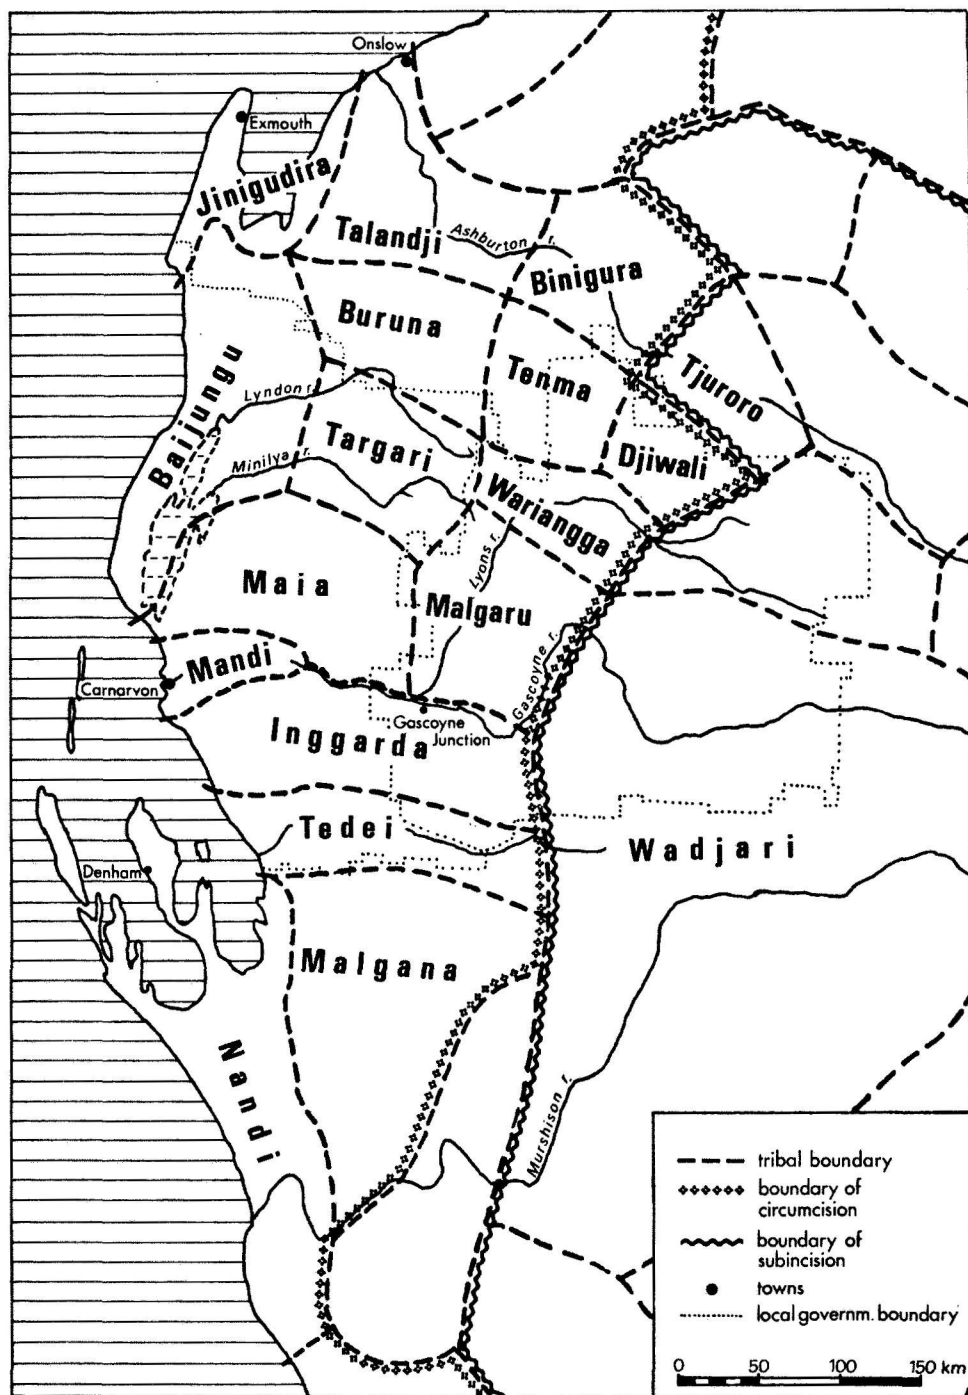 Onslow
Exmouth
Jinigudira
Talandji
Ashburton r.
Binigura
Buruna
Tenma
Tjuroro
Baijungu
Lyndon r.
Targari
Djiwali
Minilya r.
Wariangga
Lyons r.
Maia
Malgaru
Mandi
Carnarvon
Gascoyne r.
Gascoyne
Junction
Inggarda
Tedei
Wadjari
Denham
Malgana
Nandi
Murshison r.
tribal boundary
boundary of
circumcision
boundary of
subincision
towns
local governm. boundary
0 50 100 150 km